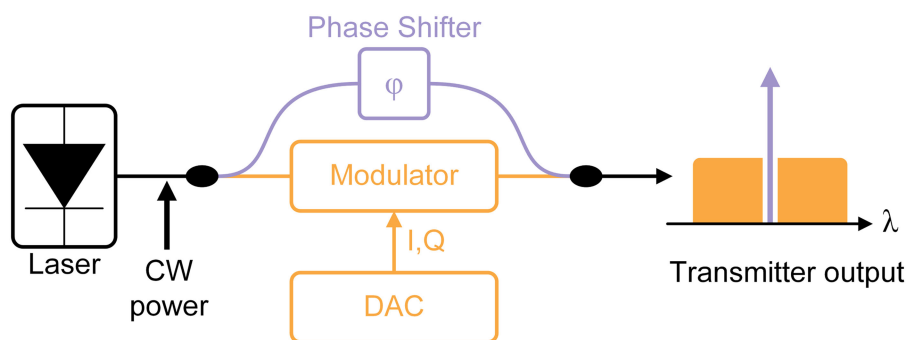 Phase Shifter
φ
Modulator
I,Q
DAC
Laser
CW
power
λ
Transmitter output